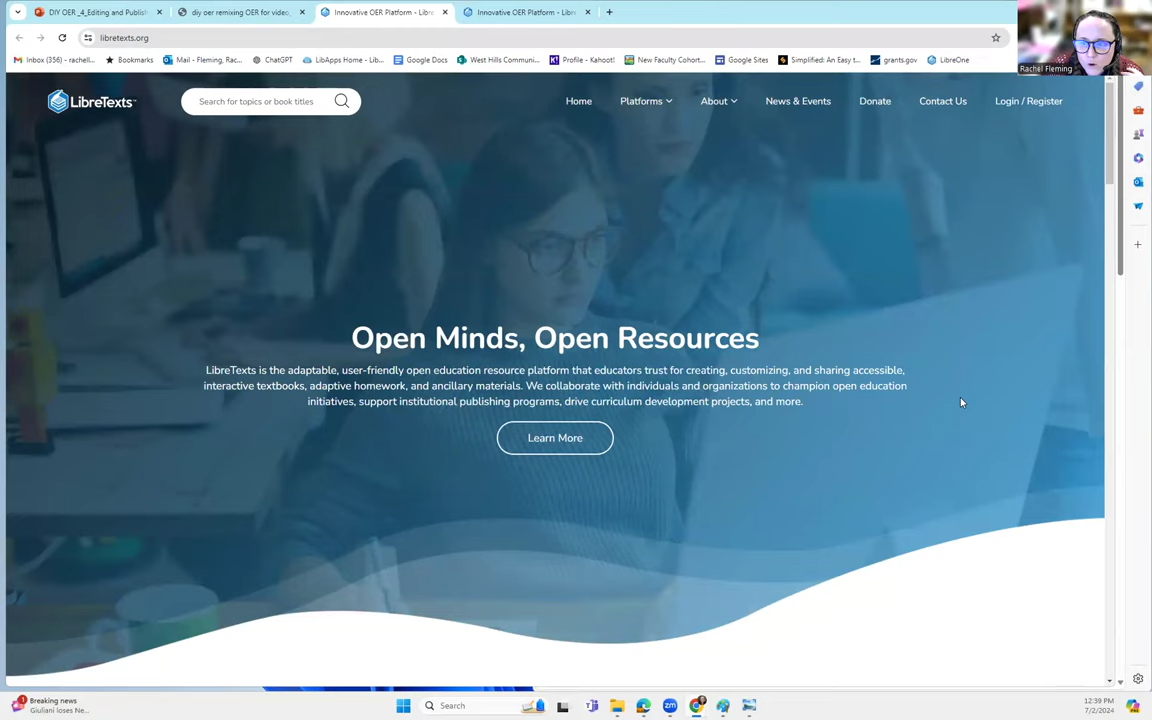 DIY OER _4_Editing and Publish
diy oer remixing OER for video,
Innovative OER Platform - Libre
Innovative OER Platform - Libre
libretexts.org
Inbox (356) - rachell...
Bookmarks
Mail - Fleming, Rac...
ChatGPT
LibApps Home - Lib...
Google Docs
West Hills Communi...
Profile - Kahoot!
New Faculty Cohort...
Google Sites
Simplified: An Easy t...
grants.gov
LibreOne
Rachel Fleming
LibreTexts™
Search for topics or book titles
Home
Platforms
About
News & Events
Donate
Contact Us
Login / Register
Open Minds, Open Resources
LibreTexts is the adaptable, user-friendly open education resource platform that educators trust for creating, customizing, and sharing accessible,
interactive textbooks, adaptive homework, and ancillary materials. We collaborate with individuals and organizations to champion open education
initiatives, support institutional publishing programs, drive curriculum development projects, and more.
Learn More
1
Breaking news
Giuliani loses Ne...
Search
12:39 PM
7/2/2024